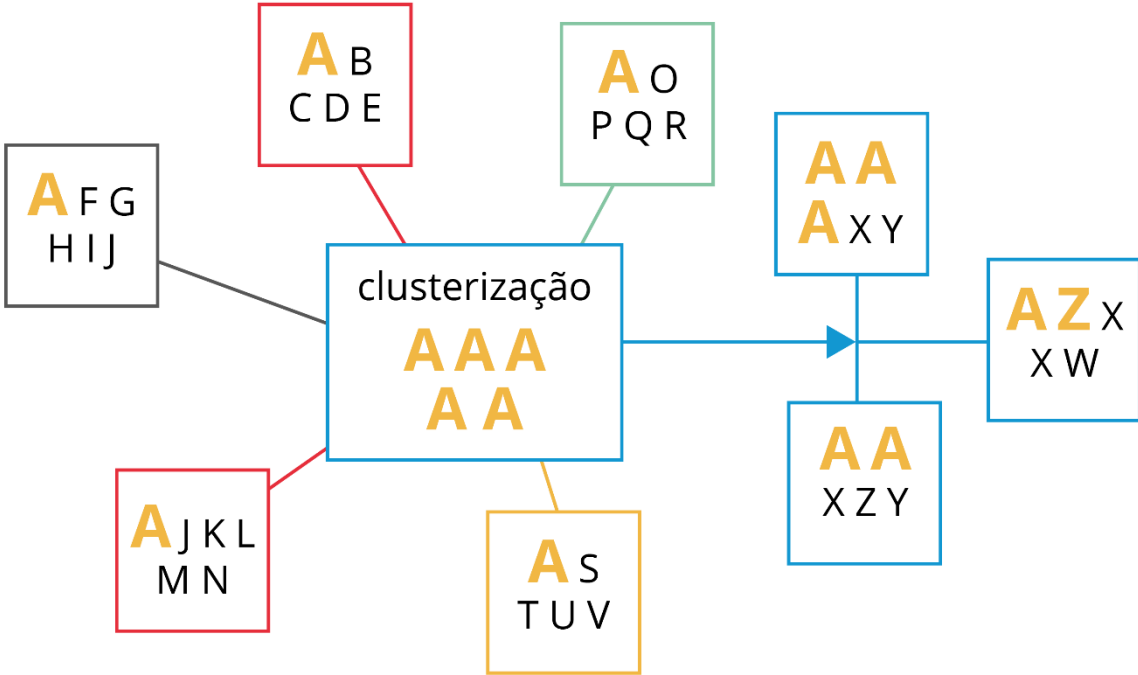 A B
C D E
A O
P Q R
A F G
H I J
clusterização
A A A
A A
A A
A X Y
A Z X
X W
A A
X Z Y
A J K L
M N
A S
T U V